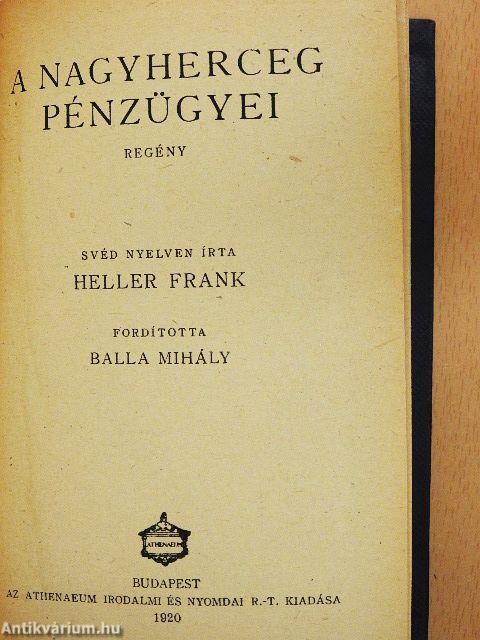 A NAGYHERCEG
PÉNZÜGYEI
REGÉNY
SVÉD NYELVEN ÍRTA
HELLER FRANK
FORDÍTOTTA
BALLA MIHÁLY
ATHENAEUM
BUDAPEST
AZ ATHENAEUM IRODALMI ÉS NYOMDAI R.-T. KIADÁSA
1920
Antikvárium.hu